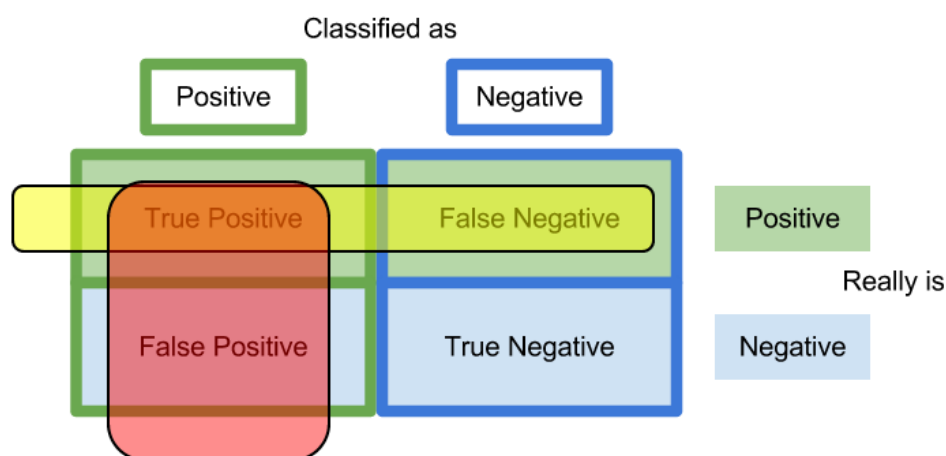 Classified as
Positive Negative
True Positive False Negative Positive
Really is
False Positive True Negative Negative